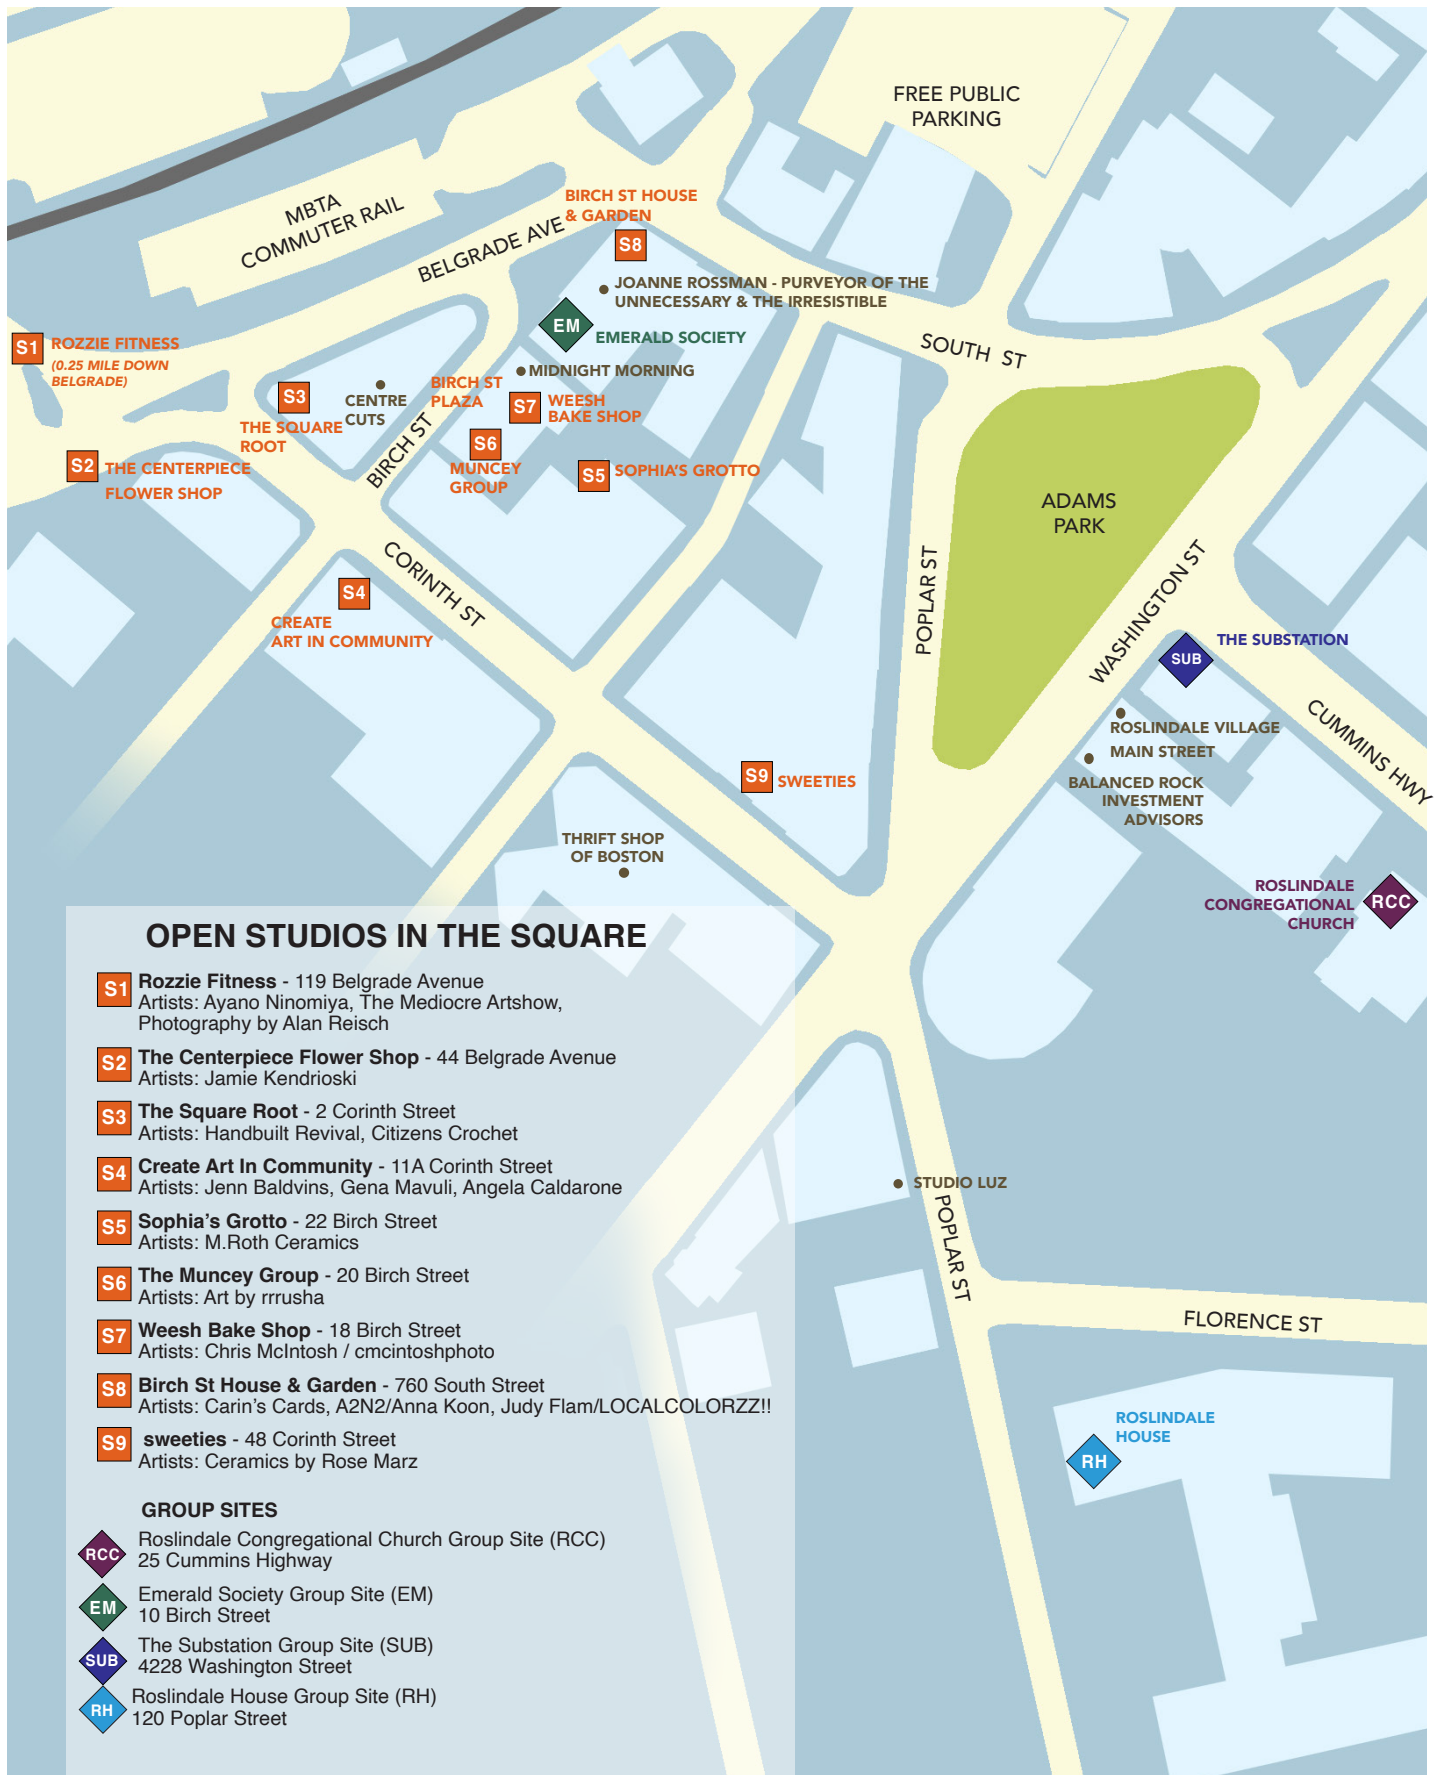 FREE PUBLIC
PARKING
MBTA
COMMUTER RAIL
BELGRADE AVE
BIRCH ST HOUSE
& GARDEN
S8
JOANNE ROSSMAN - PURVEYOR OF THE
UNNECESSARY & THE IRRESISTIBLE
EM
EMERALD SOCIETY
S1
ROZZIE FITNESS
(0.25 MILE DOWN
BELGRADE)
SOUTH ST
MIDNIGHT MORNING
S3
THE SQUARE
ROOT
CENTRE
CUTS
BIRCH ST
PLAZA
S7
WEESH
BAKE SHOP
BIRCH ST
S6
MUNCEY
GROUP
S5
SOPHIA'S GROTTO
S2
THE CENTERPIECE
FLOWER SHOP
ADAMS
PARK
CORINTH ST
POPLAR ST
WASHINGTON ST
S4
CREATE
ART IN COMMUNITY
SUB
THE SUBSTATION
CUMMINS HWY
ROSLINDALE VILLAGE
MAIN STREET
BALANCED ROCK
INVESTMENT
ADVISORS
S9
SWEETIES
THRIFT SHOP
OF BOSTON
ROSLINDALE
CONGREGATIONAL
CHURCH
RCC
STUDIO LUZ
POPLAR ST
FLORENCE ST
ROSLINDALE
HOUSE
RH
OPEN STUDIOS IN THE SQUARE
S1
Rozzie Fitness - 119 Belgrade Avenue
Artists: Ayano Ninomiya, The Mediocre Artshow,
Photography by Alan Reisch
S2
The Centerpiece Flower Shop - 44 Belgrade Avenue
Artists: Jamie Kendrioski
S3
The Square Root - 2 Corinth Street
Artists: Handbuilt Revival, Citizens Crochet
S4
Create Art In Community - 11A Corinth Street
Artists: Jenn Baldvins, Gena Mavuli, Angela Caldarone
S5
Sophia's Grotto - 22 Birch Street
Artists: M.Roth Ceramics
S6
The Muncey Group - 20 Birch Street
Artists: Art by rrrusha
S7
Weesh Bake Shop - 18 Birch Street
Artists: Chris McIntosh / cmcintoshphoto
S8
Birch St House & Garden - 760 South Street
Artists: Carin's Cards, A2N2/Anna Koon, Judy Flam/LOCALCOLORZZ!!
S9
sweeties - 48 Corinth Street
Artists: Ceramics by Rose Marz
GROUP SITES
RCC
Roslindale Congregational Church Group Site (RCC)
25 Cummins Highway
EM
Emerald Society Group Site (EM)
10 Birch Street
SUB
The Substation Group Site (SUB)
4228 Washington Street
RH
Roslindale House Group Site (RH)
120 Poplar Street